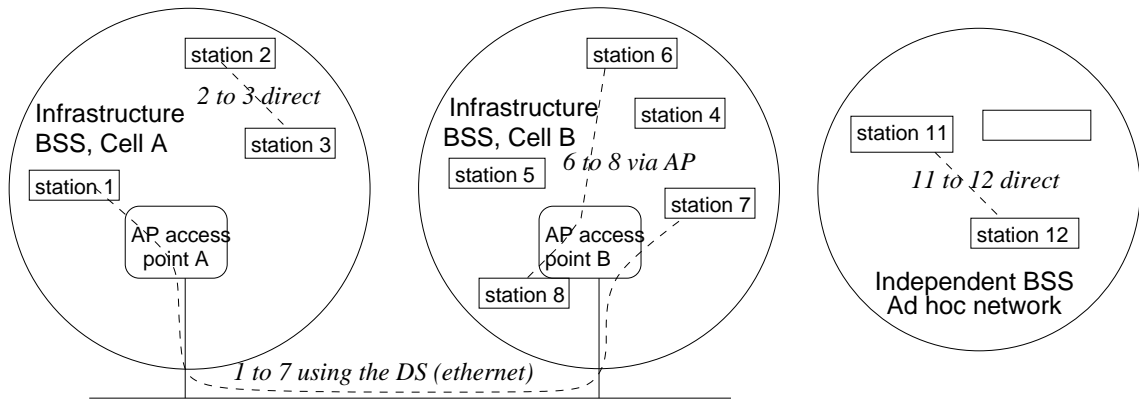 station 2
2 to 3 direct
Infrastructure
BSS, Cell A
station 3
station 1
AP access
point A
station 6
Infrastructure
BSS, Cell B
station 4
6 to 8 via AP
station 5
station 7
AP access
point B
station 8
1 to 7 using the DS (ethernet)
station 11
11 to 12 direct
station 12
Independent BSS
Ad hoc network